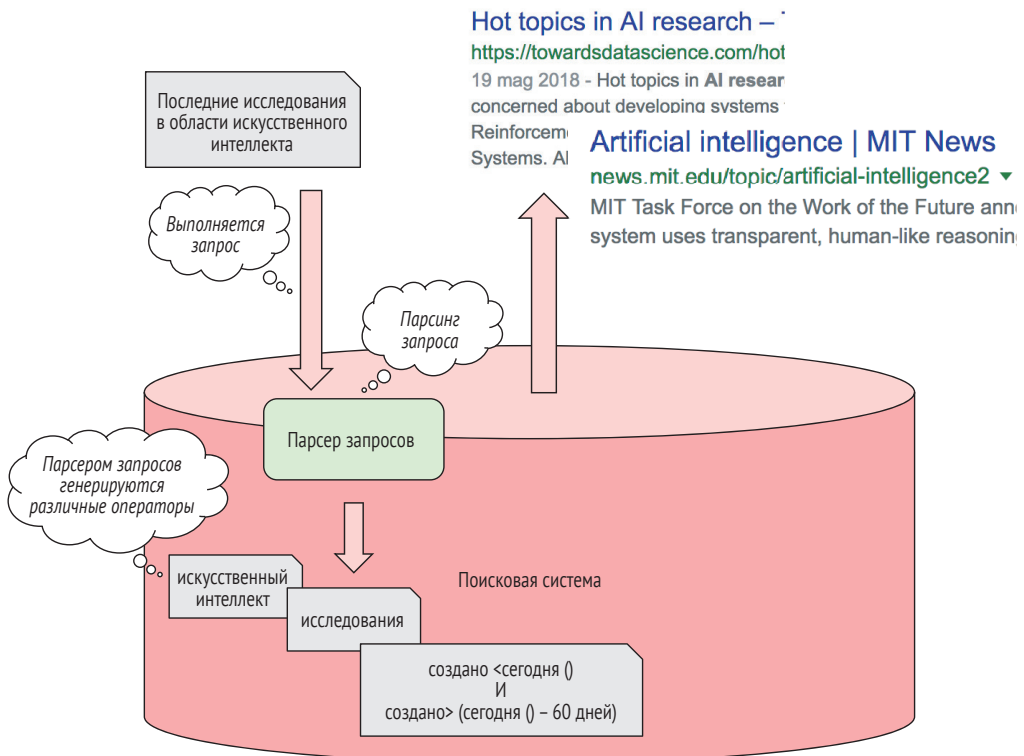 Hot topics in AI research –
https://towardsdatascience.com/hot
19 mag 2018 - Hot topics in AI resear
concerned about developing systems
Reinforcem
Systems. AI
Artificial intelligence | MIT News
news.mit.edu/topic/artificial-intelligence2
MIT Task Force on the Work of the Future ann
system uses transparent, human-like reasoning
Последние исследования
в области искусственного
интеллекта
Выполняется
запрос
Парсинг
запроса
Парсер запросов
Парсером запросов
генерируются
различные операторы
искусственный
интеллект
исследования
Поисковая система
создано <сегодня ()
И
создано> (сегодня () – 60 дней)